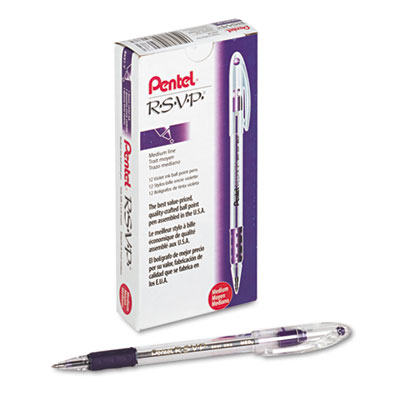 Pentel®
R·S·V·P·®
Medium line
Trait moyen
Trazo mediano
12 Violet ink ball point pens
12 Stylos bille encre violette
12 Bolígrafos de tinta violeta
The best value-priced,
quality-crafted ball point
pen assembled in the U.S.A.
Le meilleur stylo à bille
économique de qualité
assemblé aux U.S.A.
El bolígrafo de mejor precio
por su valor, fabricación de
calidad que se fabrica en
los E.U.A.
Medium
Moyen
Mediana
Pentel R.S.V.P.